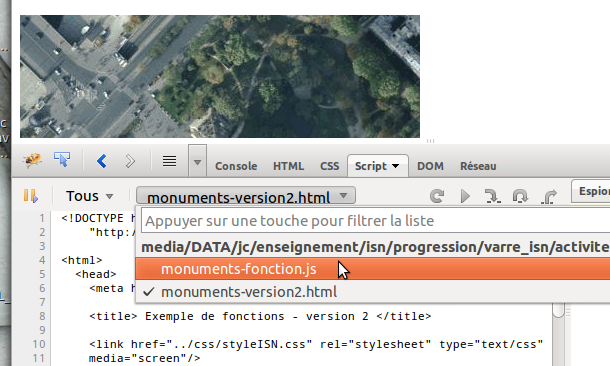 Console HTML CSS Script DOM Réseau
Tous monuments-version2.html Espion
Appuyer sur une touche pour filtrer la liste
media/DATA/jc/enseignement/isn/progression/varre_isn/activite
monuments-fonction.js
monuments-version2.html
1 <!DOCTYPE h
2 "http:/
3
4 <html>
5 <head>
6 <meta h
7
8 <title> Exemple de fonctions - version 2 </title>
9
10 <link href="../css/styleISN.css" rel="stylesheet" type="text/css"
11 media="screen"/>